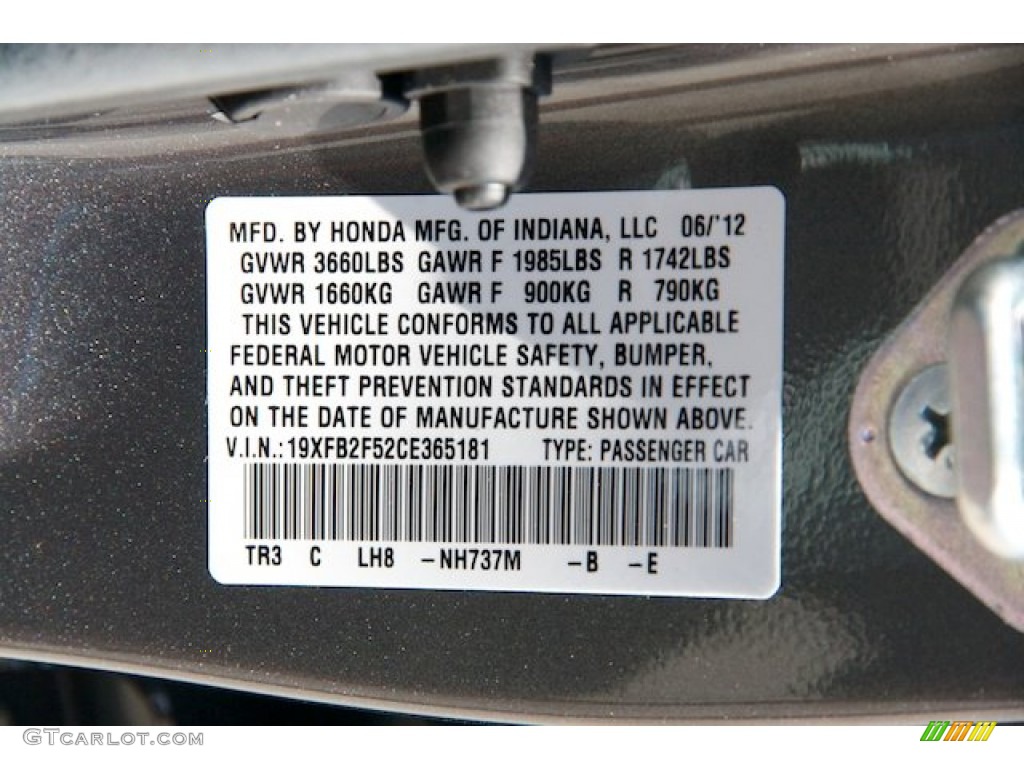 MFD. BY HONDA MFG. OF INDIANA, LLC 06/'12
GVWR 3660LBS GAWR F 1985LBS R 1742LBS
GVWR 1660KG GAWR F 900KG R 790KG
THIS VEHICLE CONFORMS TO ALL APPLICABLE
FEDERAL MOTOR VEHICLE SAFETY, BUMPER,
AND THEFT PREVENTION STANDARDS IN EFFECT
ON THE DATE OF MANUFACTURE SHOWN ABOVE.
V.I.N.: 19XFB2F52CE365181 TYPE: PASSENGER CAR
TR3 C LH8 -NH737M -B -E
GTCARLOT.COM